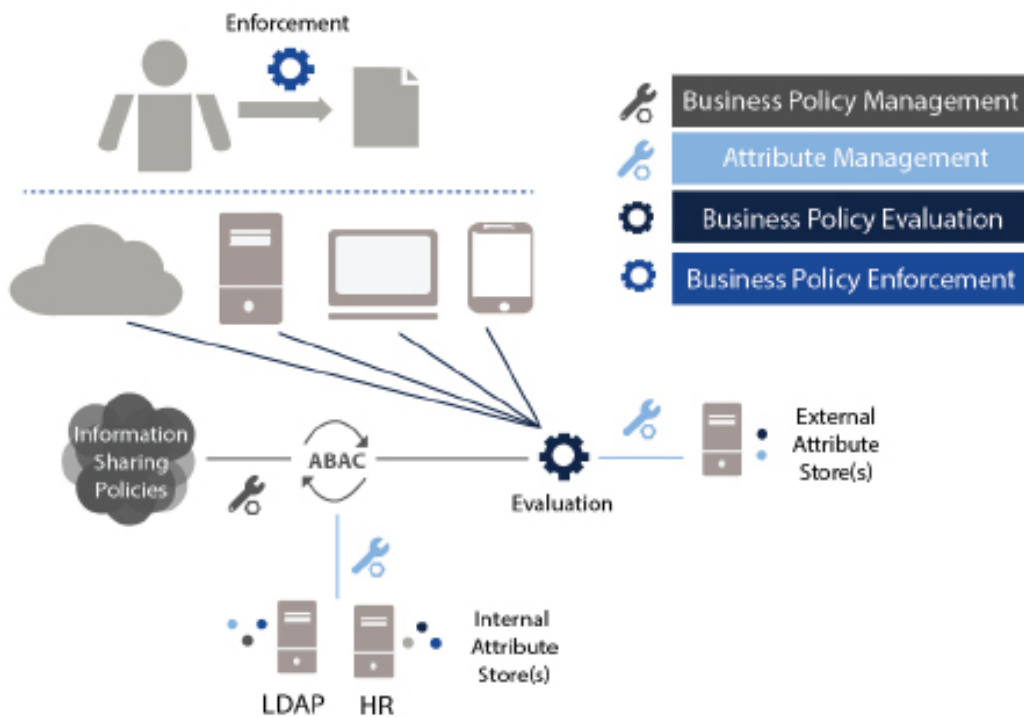 Enforcement
Business Policy Management
Attribute Management
Business Policy Evaluation
Business Policy Enforcement
Information
Sharing
Policies
ABAC
Evaluation
External
Attribute
Store(s)
Internal
Attribute
Store(s)
LDAP
HR